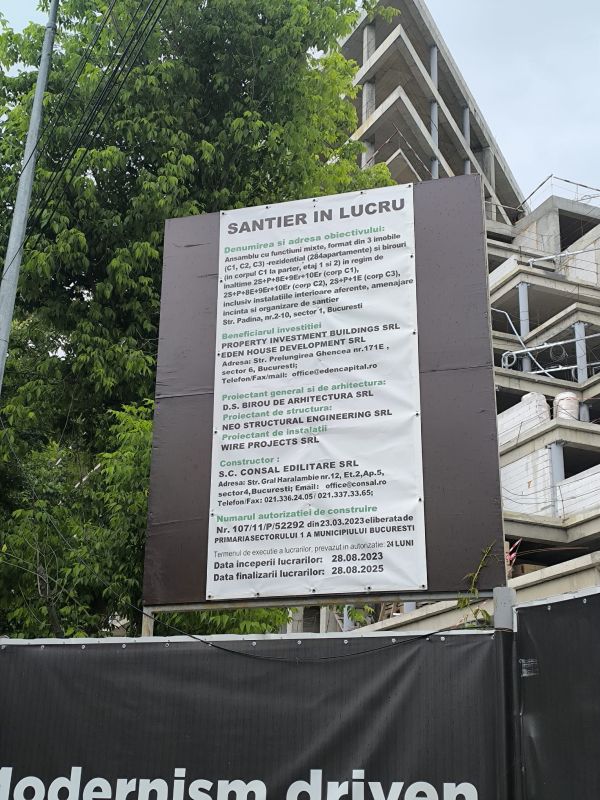 SANTIER IN LUCRU
Denumirea si adresa obiectivului:
Ansamblu cu functiuni mixte, format din 3 imobile
(C1, C2, C3) -rezidential (284apartamente) si birouri
(in corpul C1 la parter, etaj 1 si 2) in regim de
inaltime 2S+P+8E+9Er+10Er (corp C1),
2S+P+8E+9Er+10Er (corp C2), 2S+P+1E (corp C3),
inclusiv instalatiile interioare aferente, amenajare
incinta si organizare de santier
Str. Padina, nr.2-10, sector 1, Bucuresti
Beneficiarul investitiei
PROPERTY INVESTMENT BUILDINGS SRL
EDEN HOUSE DEVELOPMENT SRL
Adresa: Str. Prelungirea Ghencea nr.171E ,
sector 6, Bucuresti;
Telefon/Fax/mail: office@edencapital.ro
Proiectant general si de arhitectura:
D.S. BIROU DE ARHITECTURA SRL
Proiectant de structura:
NEO STRUCTURAL ENGINEERING SRL
Proiectant de instalatii
WIRE PROJECTS SRL
Constructor :
S.C. CONSAL EDILITARE SRL
Adresa: Str. Gral Haralambie nr.12, Et.2,Ap.5,
sector4,Bucuresti; Email: office@consal.ro
Telefon/Fax: 021.336.24.05/ 021.337.33.65;
Numarul autorizatiei de construire
Nr. 107/11/P/52292 din 23.03.2023 eliberata de
PRIMARIASECTORULUI 1 A MUNICIPIULUI BUCURESTI
Termenul de executie a lucrarilor, prevazut in autorizatie: 24 LUNI
Data inceperii lucrarilor: 28.08.2023
Data finalizarii lucrarilor: 28.08.2025
Modernism driven